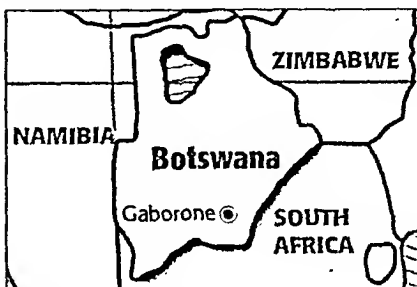 ZIMBABWE
NAMIBIA
Botswana
Gaborone
SOUTH
AFRICA